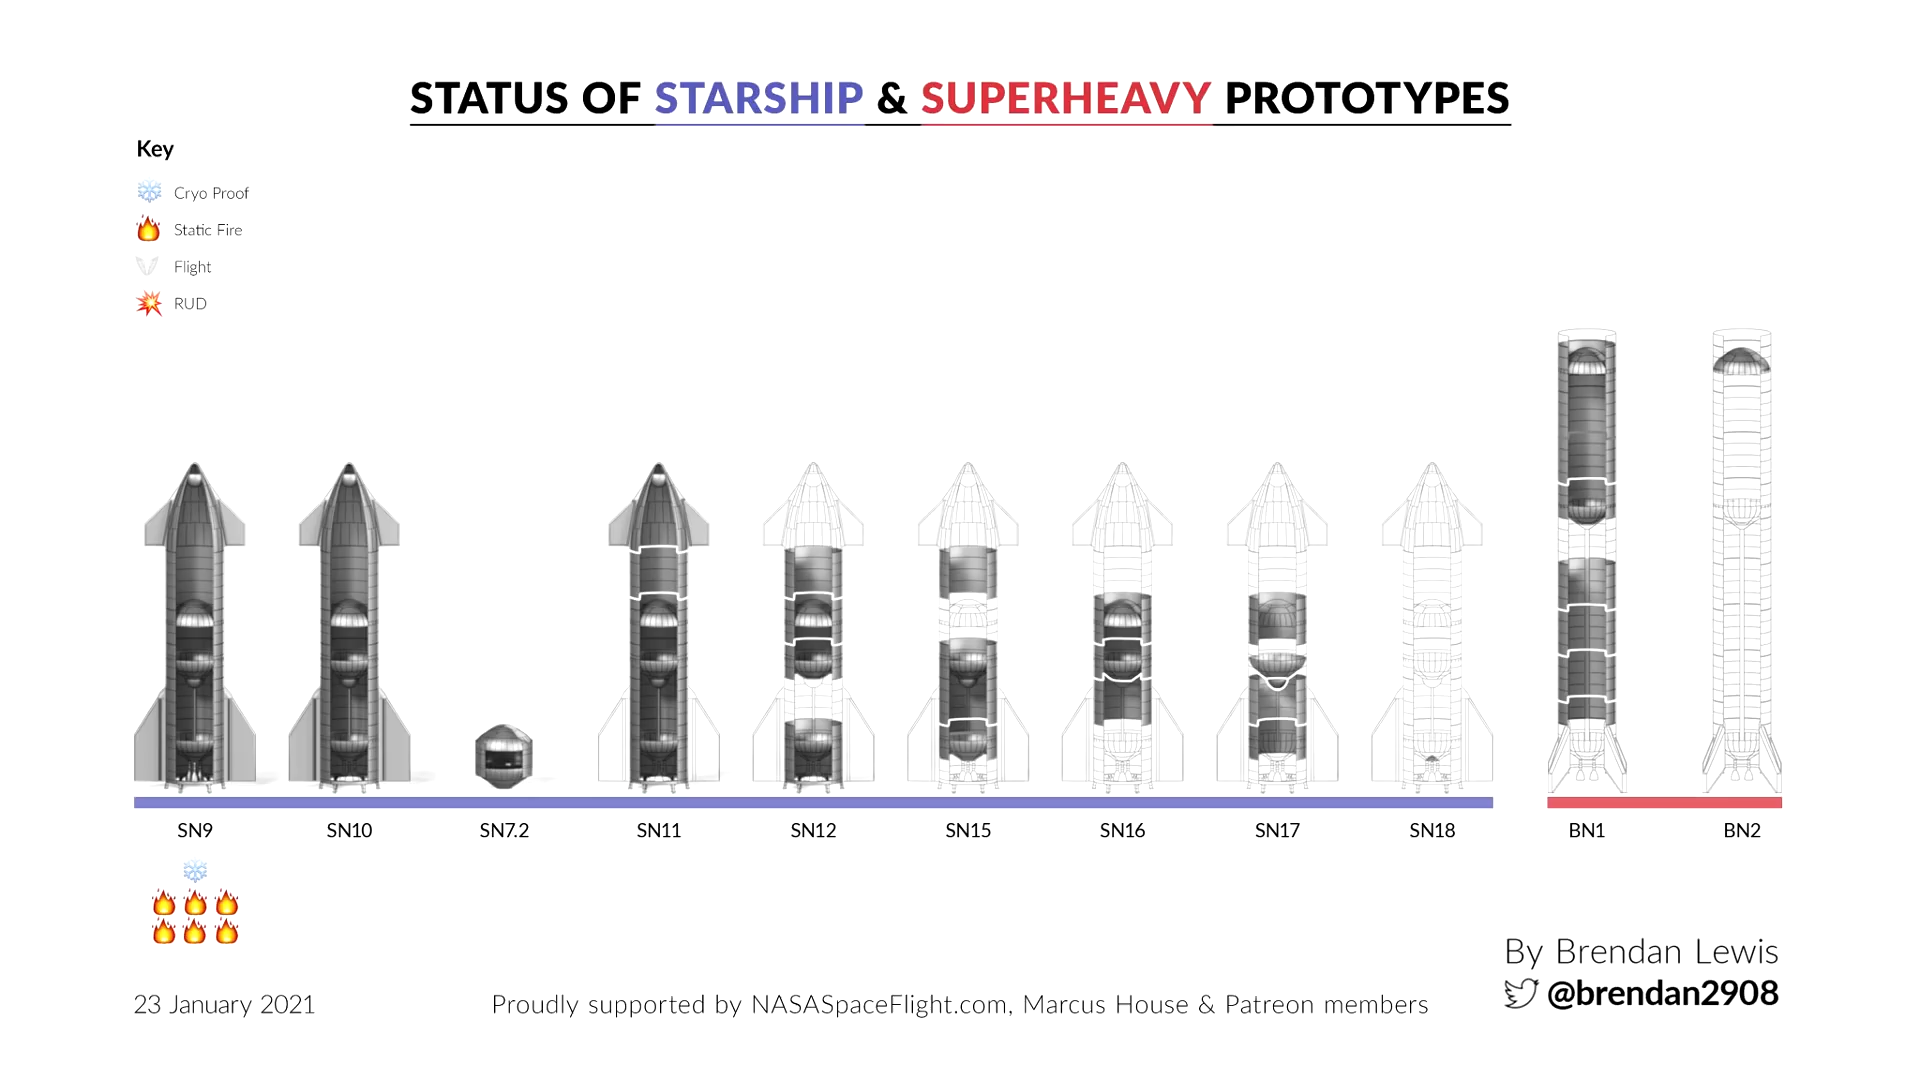 STATUS OF STARSHIP & SUPERHEAVY PROTOTYPES
Key
Cryo Proof
Static Fire
Flight
RUD
SN9 SN10 SN7.2 SN11 SN12 SN15 SN16 SN17 SN18 BN1 BN2
By Brendan Lewis
@brendan2908
23 January 2021 Proudly supported by NASASpaceFlight.com, Marcus House & Patreon members